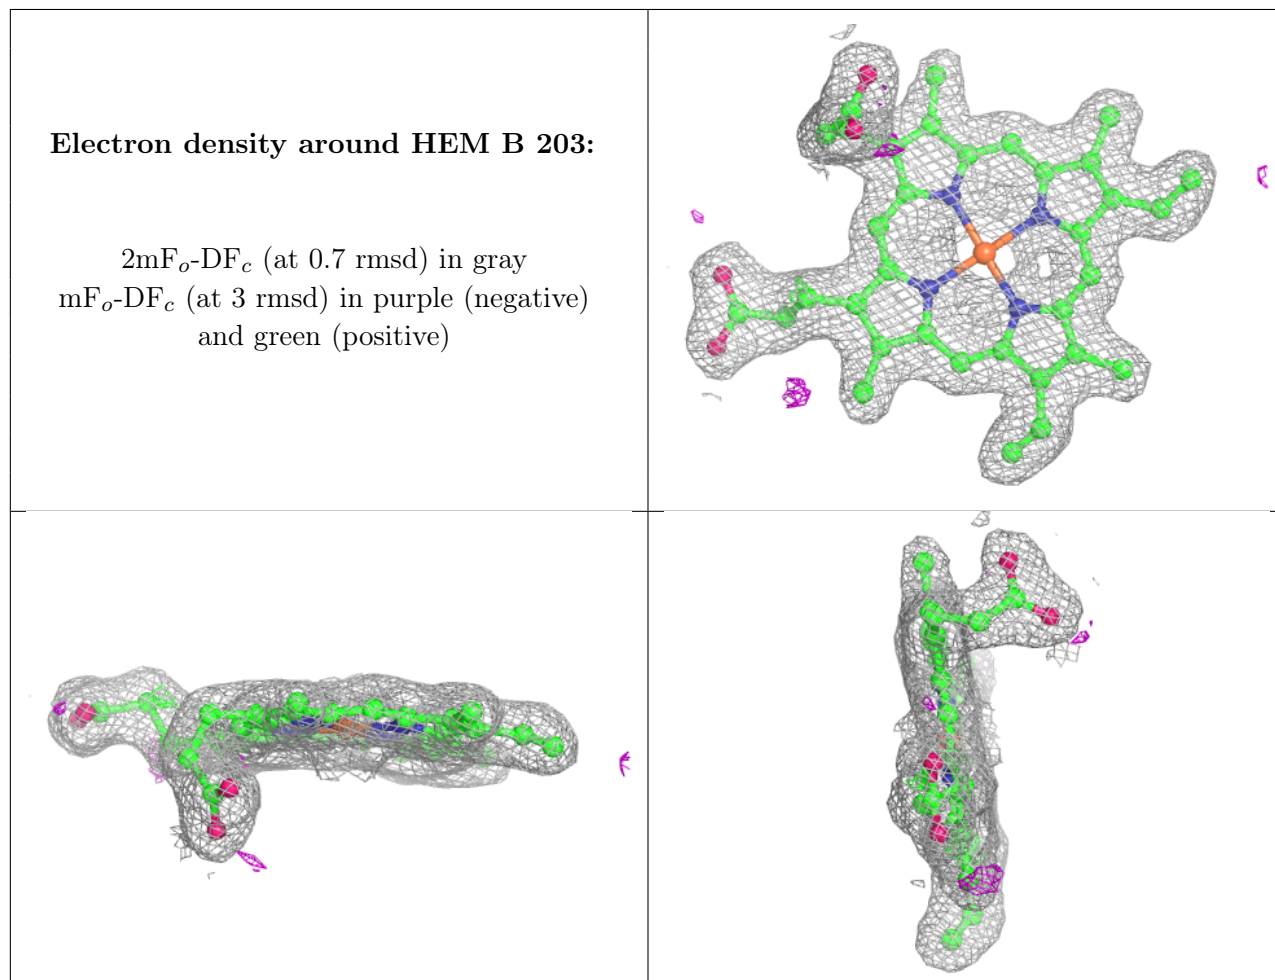 Electron density around HEM B 203:
2mFo-DFc (at 0.7 rmsd) in gray
mFo-DFc (at 3 rmsd) in purple (negative)
and green (positive)